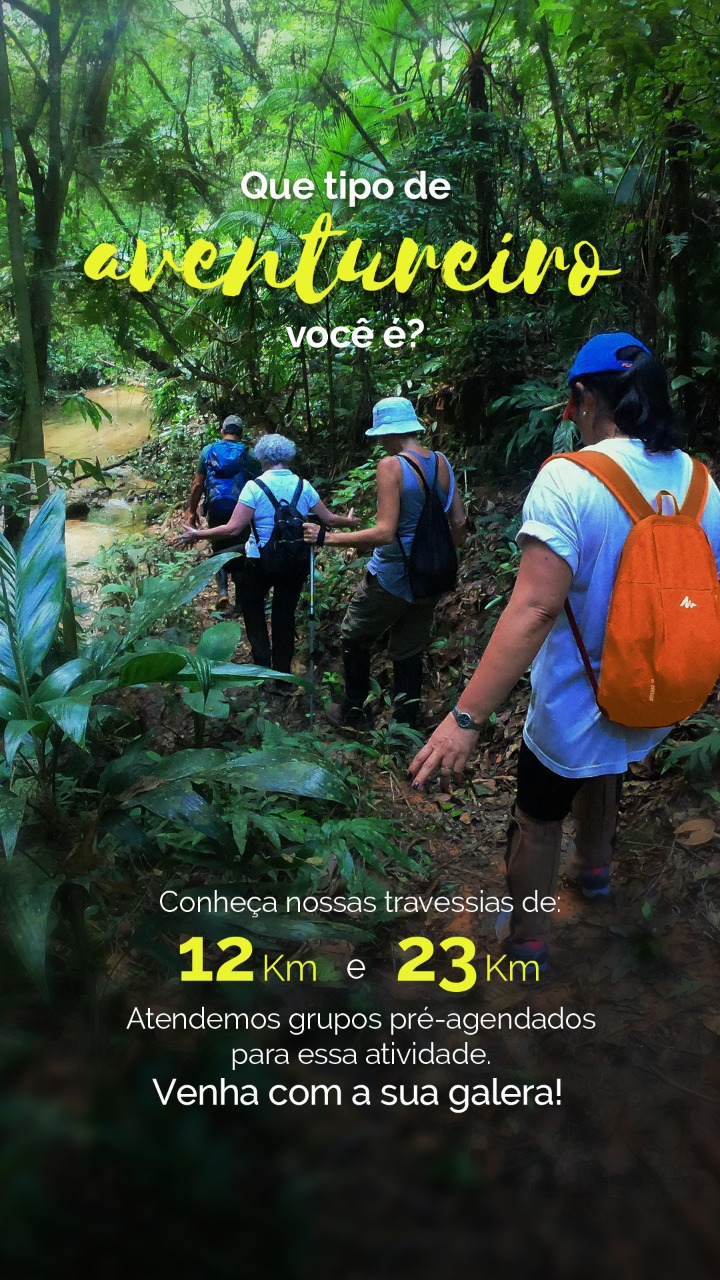 Que tipo de
aventureiro
você é?
Conheça nossas travessias de:
12 Km e 23 Km
Atendemos grupos pré-agendados
para essa atividade.
Venha com a sua galera!